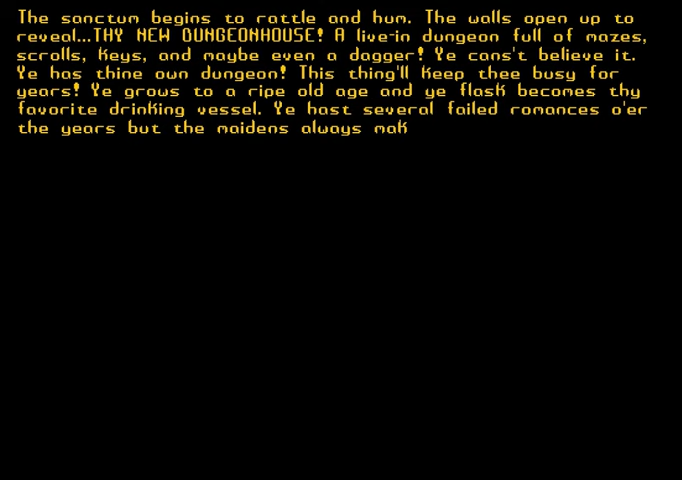 The sanctum begins to rattle and hum. The walls open up to
reveal...THY NEW DUNGEONHOUSE! A live-in dungeon full of mazes,
scrolls, keys, and maybe even a dagger! Ye cans't believe it.
Ye has thine own dungeon! This thing'll keep thee busy for
years! Ye grows to a ripe old age and ye flask becomes thy
favorite drinking vessel. Ye hast several failed romances o'er
the years but the maidens always mak